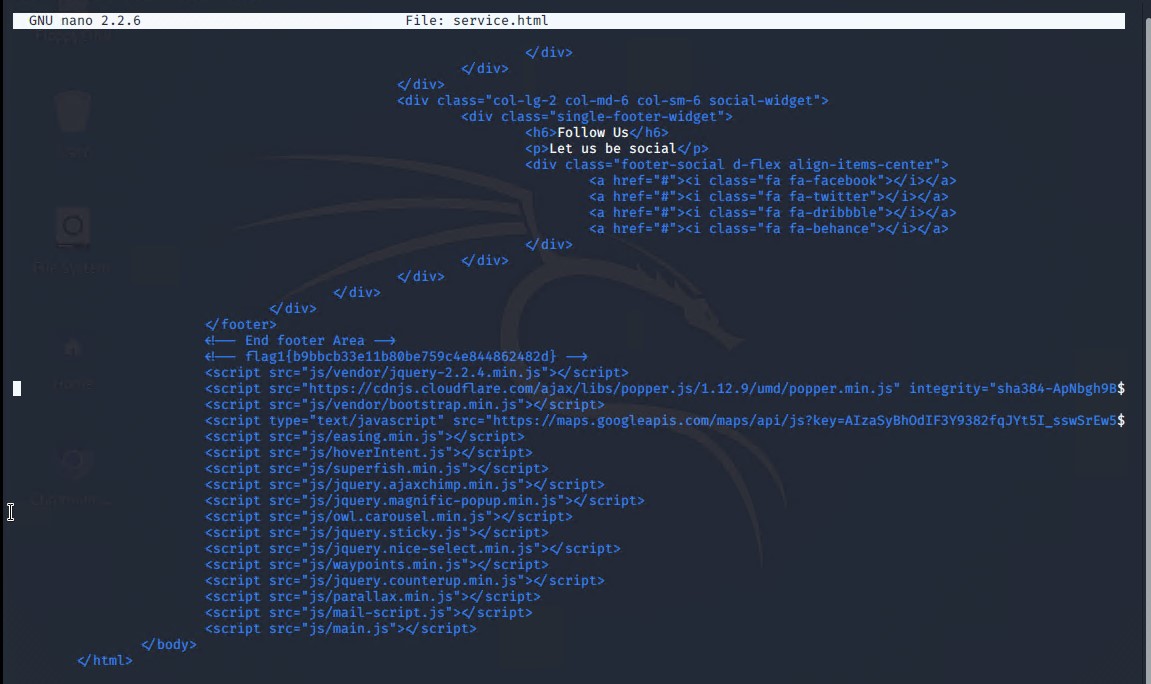 GNU nano 2.2.6 File: service.html
</div>
</div>
</div>
<div class="col-lg-2 col-md-6 col-sm-6 social-widget">
<div class="single-footer-widget">
<h6>Follow Us</h6>
<p>Let us be social</p>
<div class="footer-social d-flex align-items-center">
<a href="#"><i class="fa fa-facebook"></i></a>
<a href="#"><i class="fa fa-twitter"></i></a>
<a href="#"><i class="fa fa-dribbble"></i></a>
<a href="#"><i class="fa fa-behance"></i></a>
</div>
</div>
</div>
</div>
</div>
</footer>
<!-- End footer Area -->
<!-- flag1{b9bbcb33e11b80be759c4e844862482d} -->
<script src="js/vendor/jquery-2.2.4.min.js"></script>
<script src="https://cdnjs.cloudflare.com/ajax/libs/popper.js/1.12.9/umd/popper.min.js" integrity="sha384-ApNbgh9B$
<script src="js/vendor/bootstrap.min.js"></script>
<script type="text/javascript" src="https://maps.googleapis.com/maps/api/js?key=AIzaSyBhOdIF3Y9382fqJYt5I_sswSrEw5$
<script src="js/easing.min.js"></script>
<script src="js/hoverIntent.js"></script>
<script src="js/superfish.min.js"></script>
<script src="js/jquery.ajaxchimp.min.js"></script>
<script src="js/jquery.magnific-popup.min.js"></script>
<script src="js/owl.carousel.min.js"></script>
<script src="js/jquery.sticky.js"></script>
<script src="js/jquery.nice-select.min.js"></script>
<script src="js/waypoints.min.js"></script>
<script src="js/jquery.counterup.min.js"></script>
<script src="js/parallax.min.js"></script>
<script src="js/mail-script.js"></script>
<script src="js/main.js"></script>
</body>
</html>
File System
Home